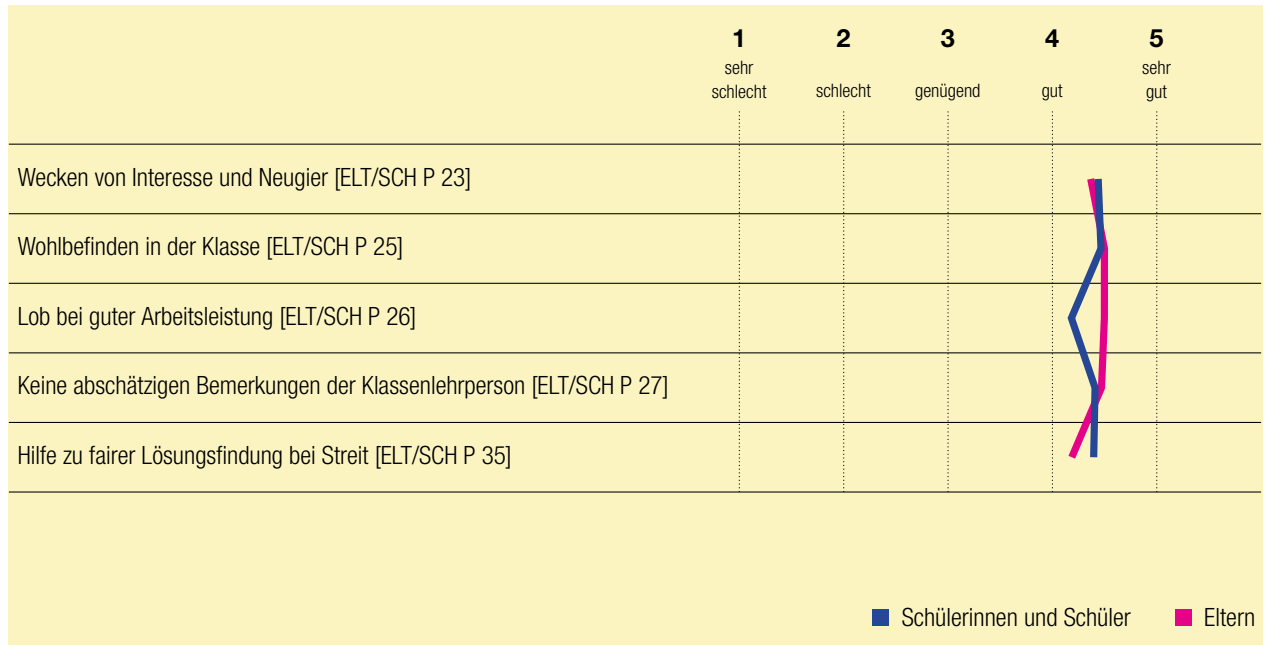 1 2 3 4 5
sehr schlecht schlecht genügend gut sehr gut
Wecken von Interesse und Neugier [ELT/SCH P 23]
Wohlbefinden in der Klasse [ELT/SCH P 25]
Lob bei guter Arbeitsleistung [ELT/SCH P 26]
Keine abschätzigen Bemerkungen der Klassenlehrperson [ELT/SCH P 27]
Hilfe zu fairer Lösungsfindung bei Streit [ELT/SCH P 35]
Schülerinnen und Schüler Eltern